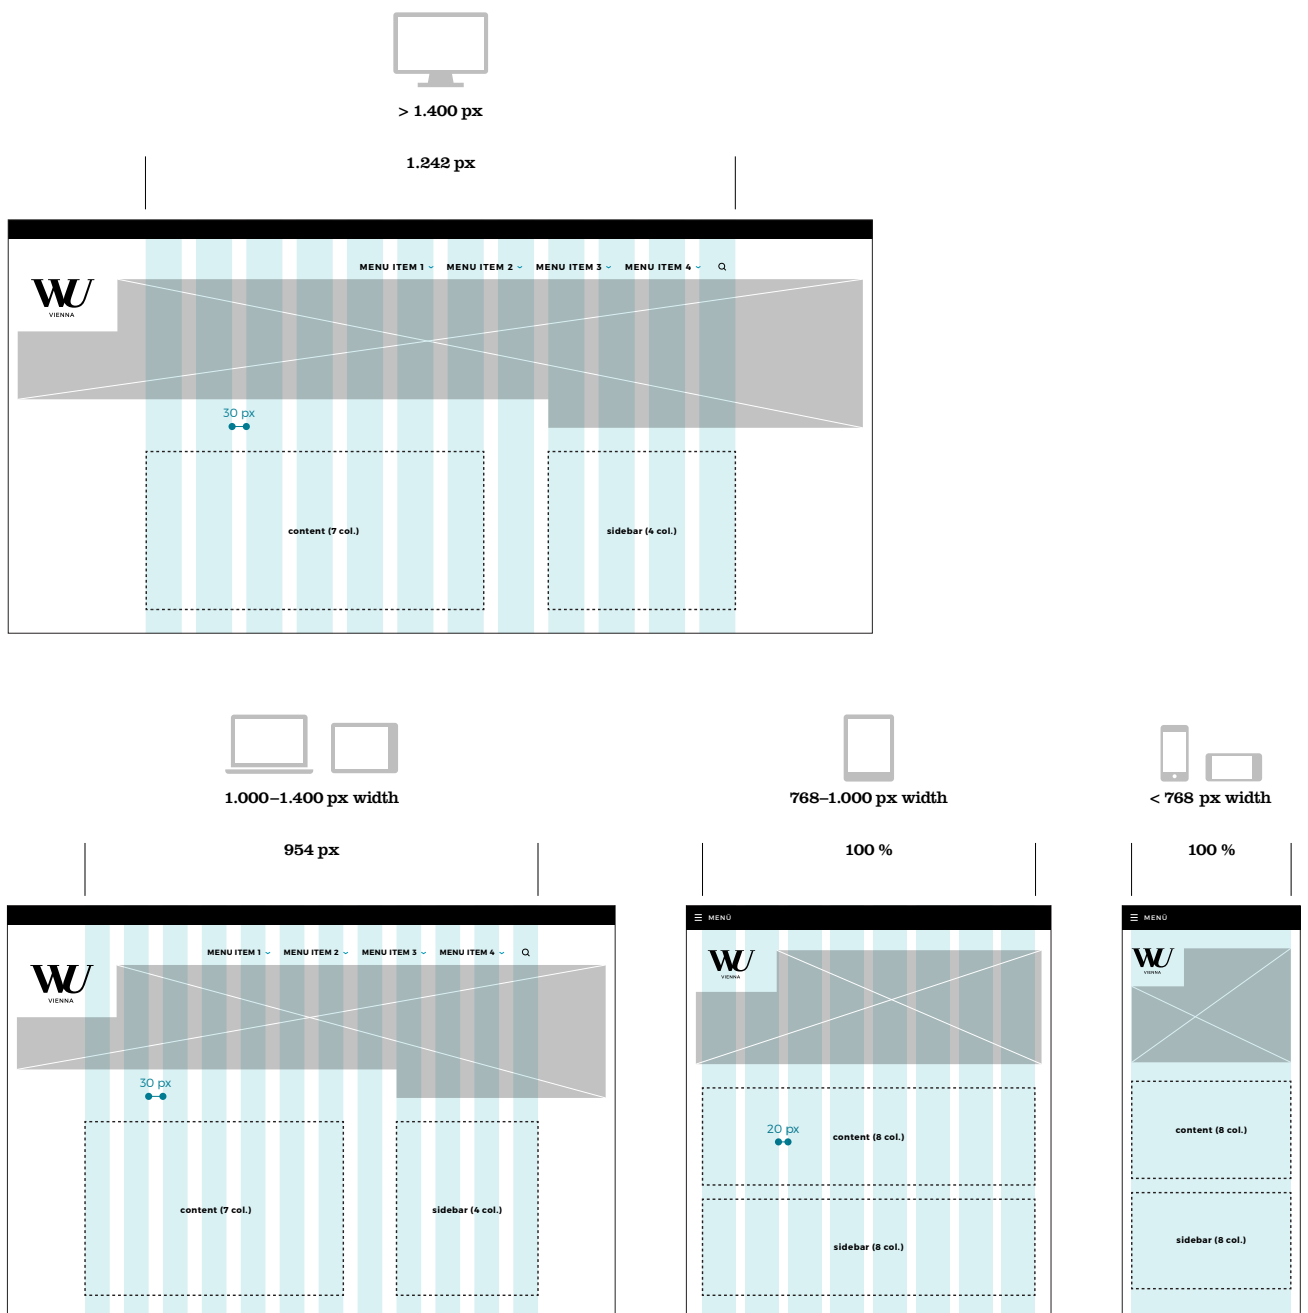 > 1.400 px
1.242 px
MENU ITEM 1 MENU ITEM 2 MENU ITEM 3 MENU ITEM 4
WU
VIENNA
30 px
content (7 col.)
sidebar (4 col.)
1.000–1.400 px width
954 px
MENU ITEM 1 MENU ITEM 2 MENU ITEM 3 MENU ITEM 4
WU
VIENNA
30 px
content (7 col.)
sidebar (4 col.)
768–1.000 px width
100 %
MENÜ
WU
VIENNA
20 px
content (8 col.)
sidebar (8 col.)
< 768 px width
100 %
MENÜ
WU
VIENNA
content (8 col.)
sidebar (8 col.)